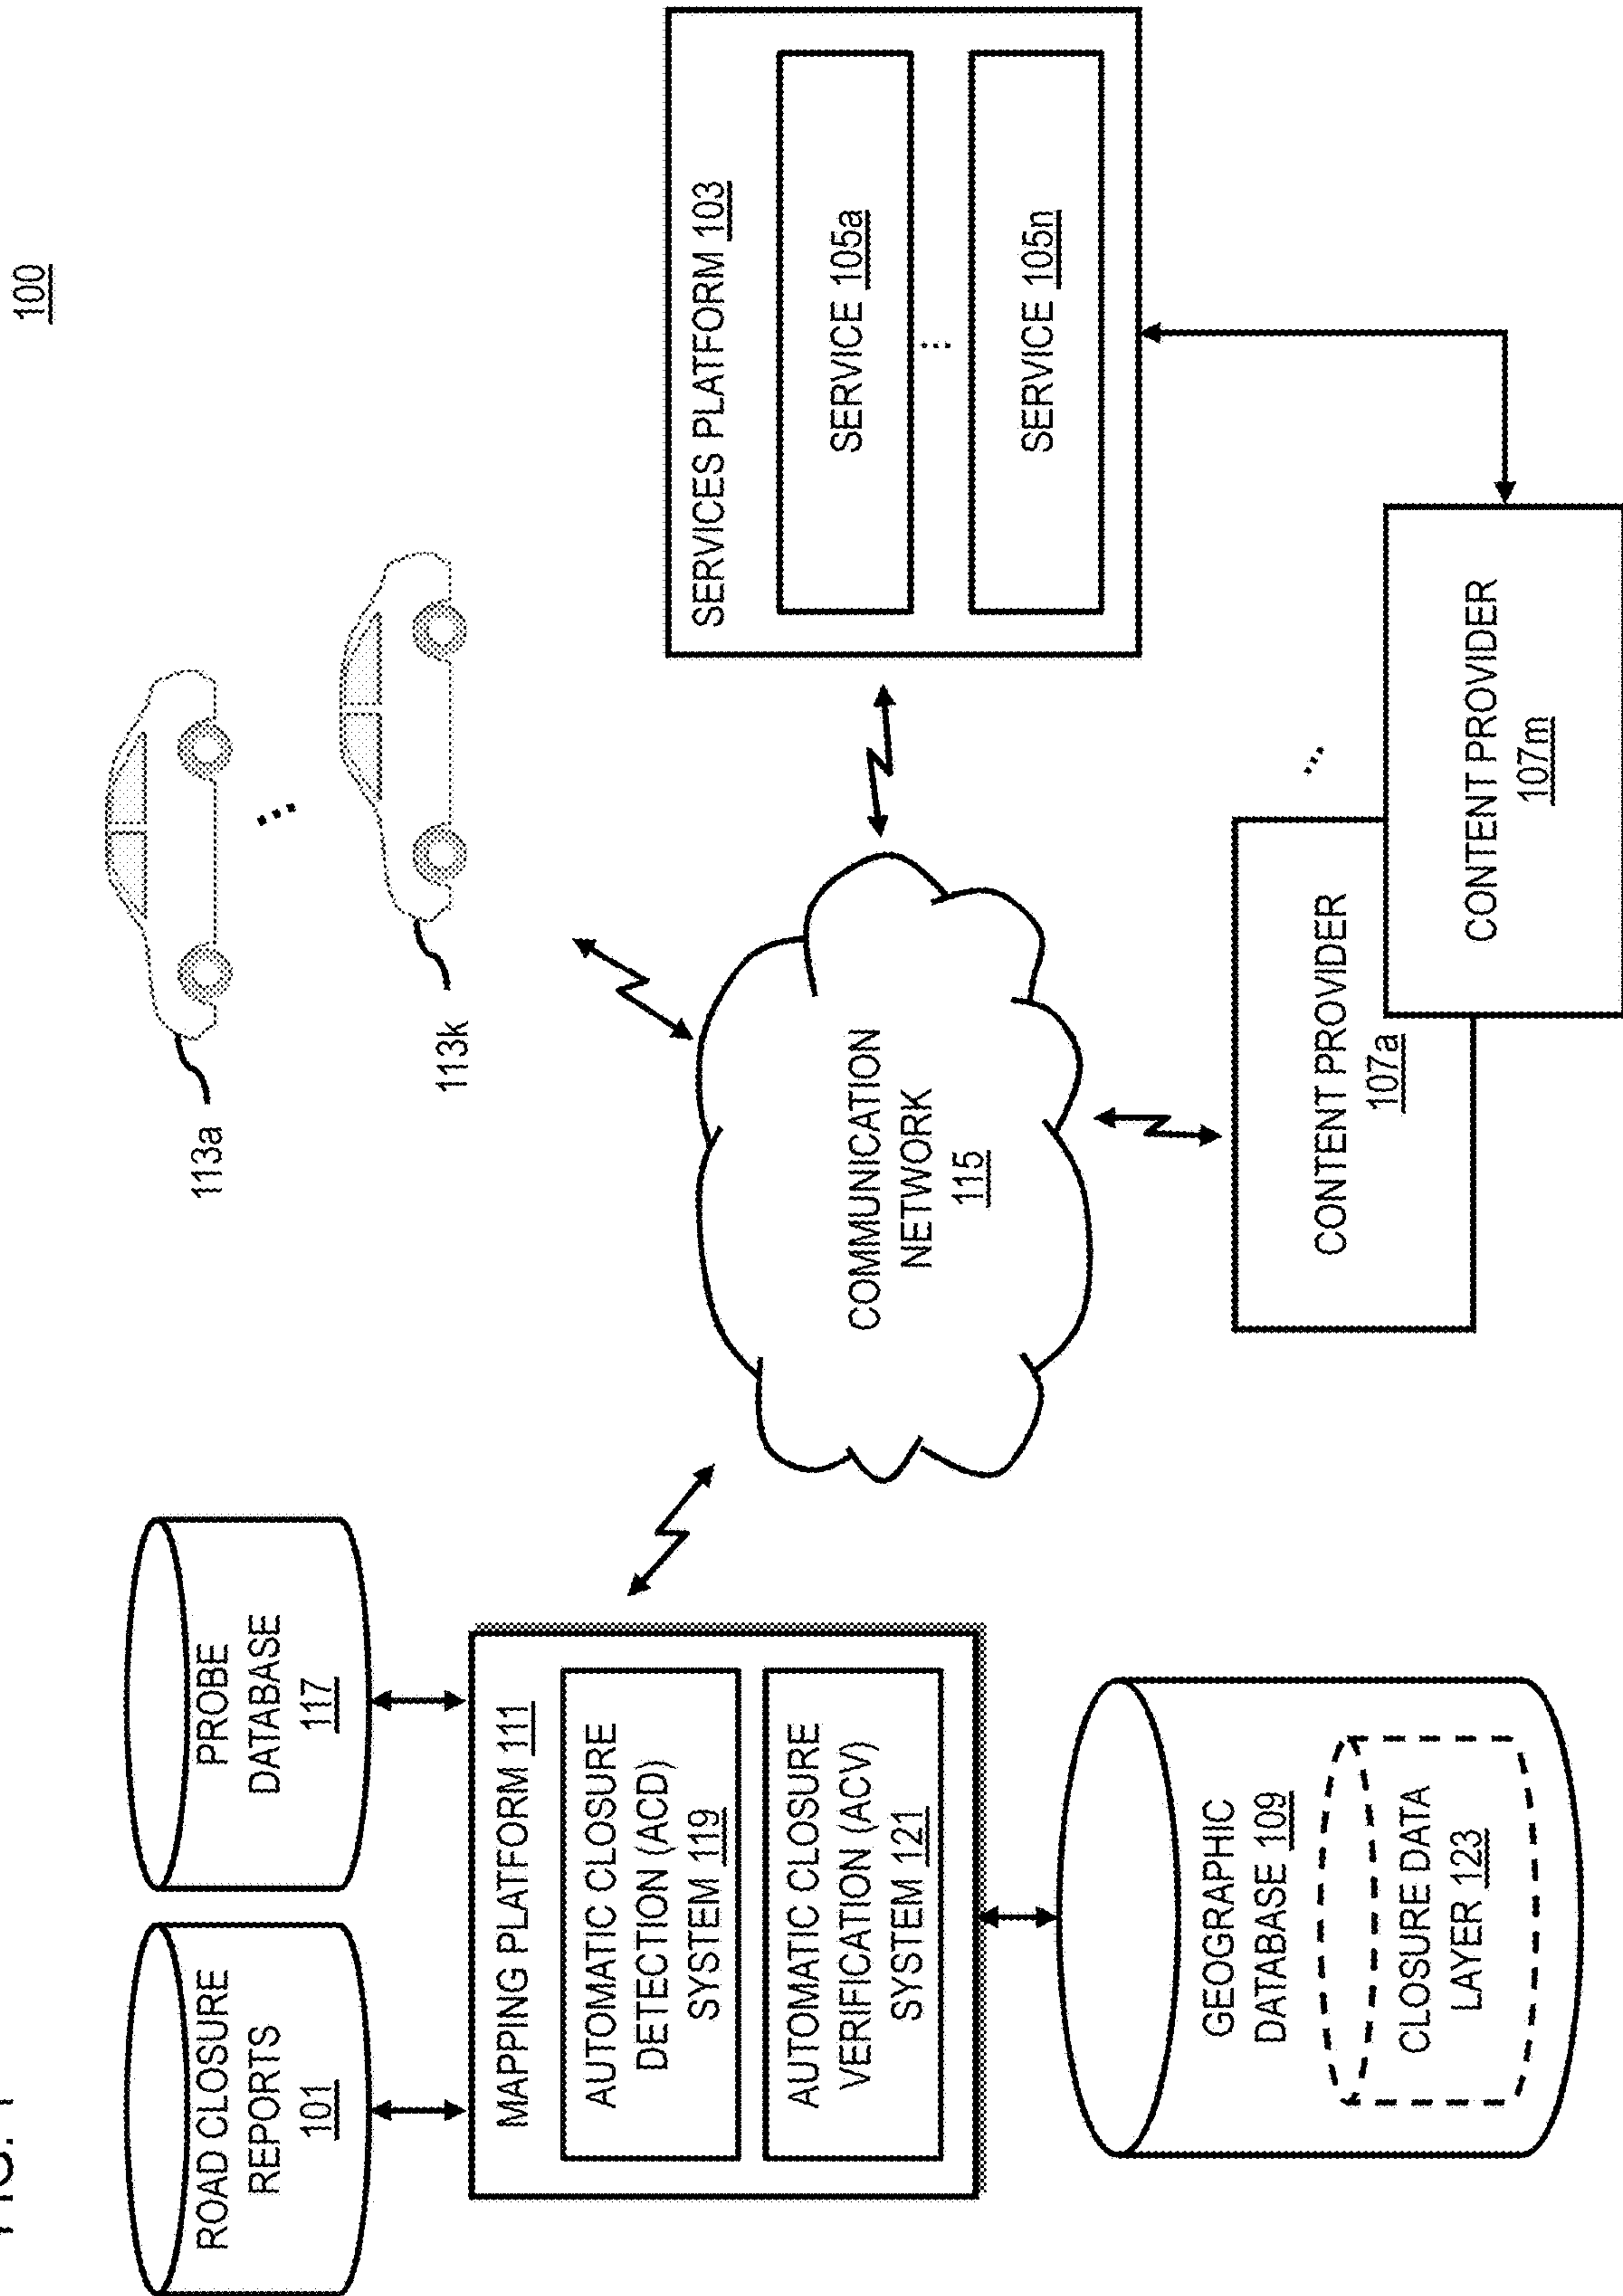 FIG. 1
100
ROAD CLOSURE
REPORTS
101
PROBE
DATABASE
117
113a
113k
MAPPING PLATFORM 111
AUTOMATIC CLOSURE
DETECTION (ACD)
SYSTEM 119
AUTOMATIC CLOSURE
VERIFICATION (ACV)
SYSTEM 121
GEOGRAPHIC
DATABASE 109
CLOSURE DATA
LAYER 123
COMMUNICATION
NETWORK
115
SERVICES PLATFORM 103
SERVICE 105a
SERVICE 105n
CONTENT PROVIDER
107a
CONTENT PROVIDER
107m